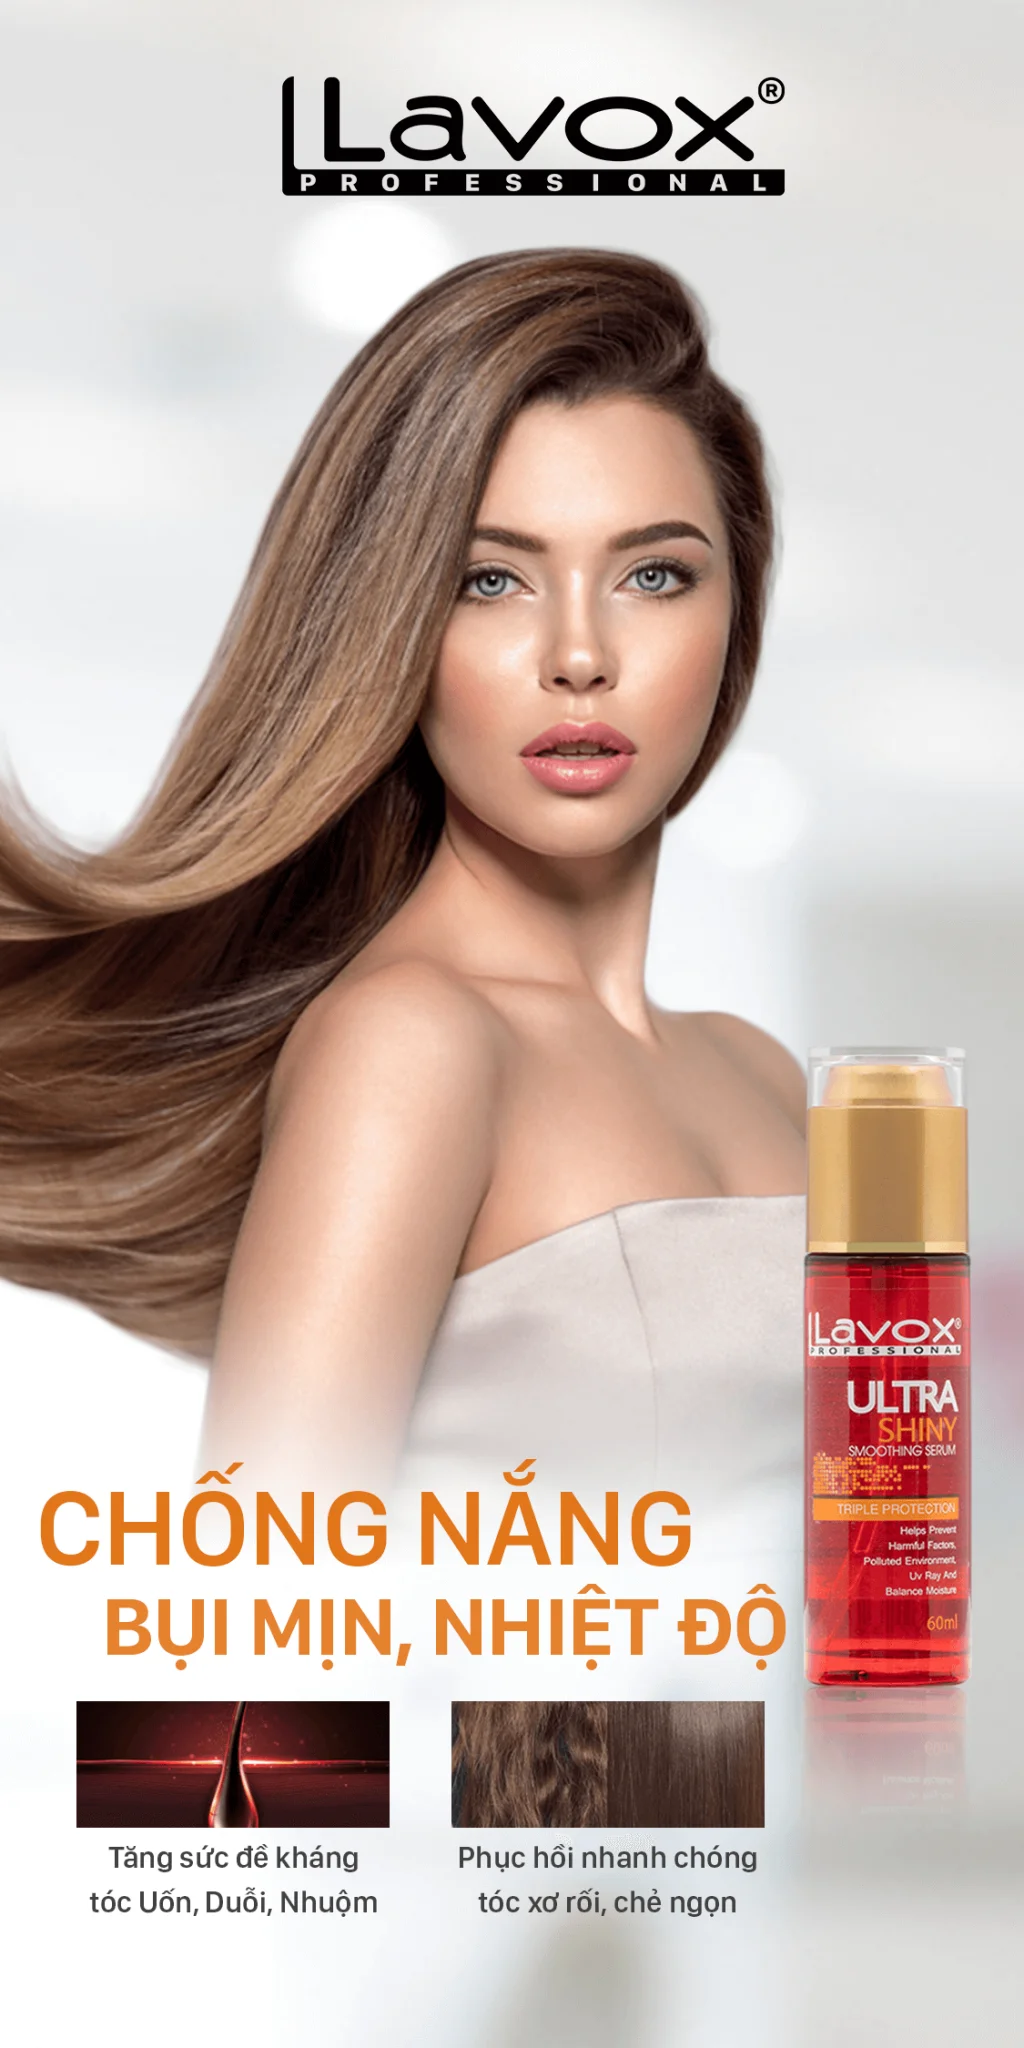 Lavox®
PROFESSIONAL
Lavox®
PROFESSIONAL
ULTRA
SHINY
SMOOTHING SERUM
TRIPLE PROTECTION
Helps Prevent
Harmful Factors,
Polluted Environment,
Uv Ray And
Balance Moisture
60ml
CHỐNG NẮNG
BỤI MỊN, NHIỆT ĐỘ
Tăng sức đề kháng
tóc Uốn, Duỗi, Nhuộm
Phục hồi nhanh chóng
tóc xơ rối, chẻ ngọn